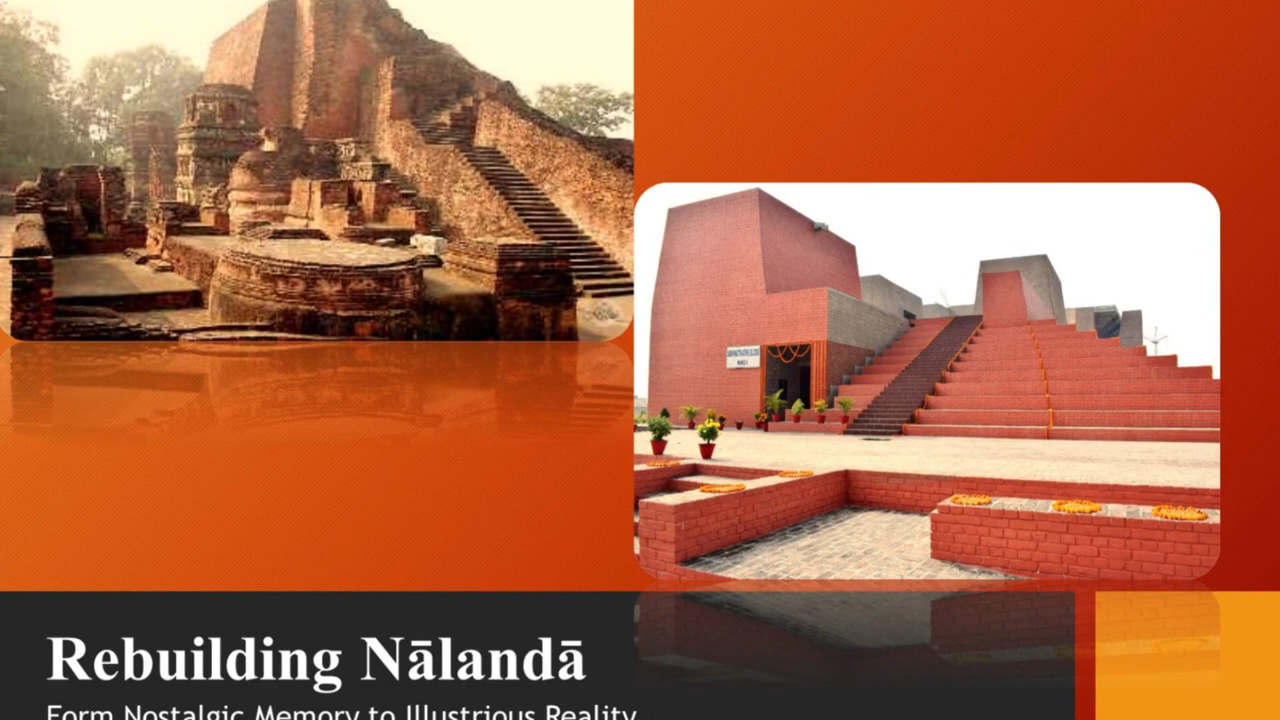 Rebuilding Nālandā
Form Nostalgic Memory to Illustrious Reality